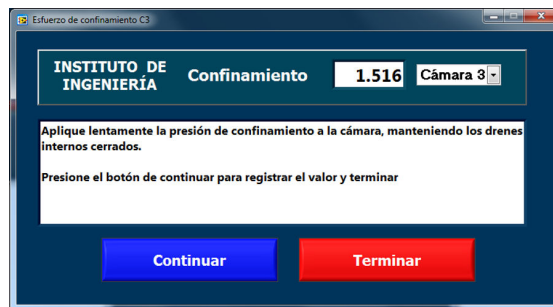 Esfuerzo de confinamiento C3
INSTITUTO DE
INGENIERÍA
Confinamiento
1.516
Cámara 3
Aplique lentamente la presión de confinamiento a la cámara, manteniendo los drenes
internos cerrados.
Presione el botón de continuar para registrar el valor y terminar
Continuar
Terminar